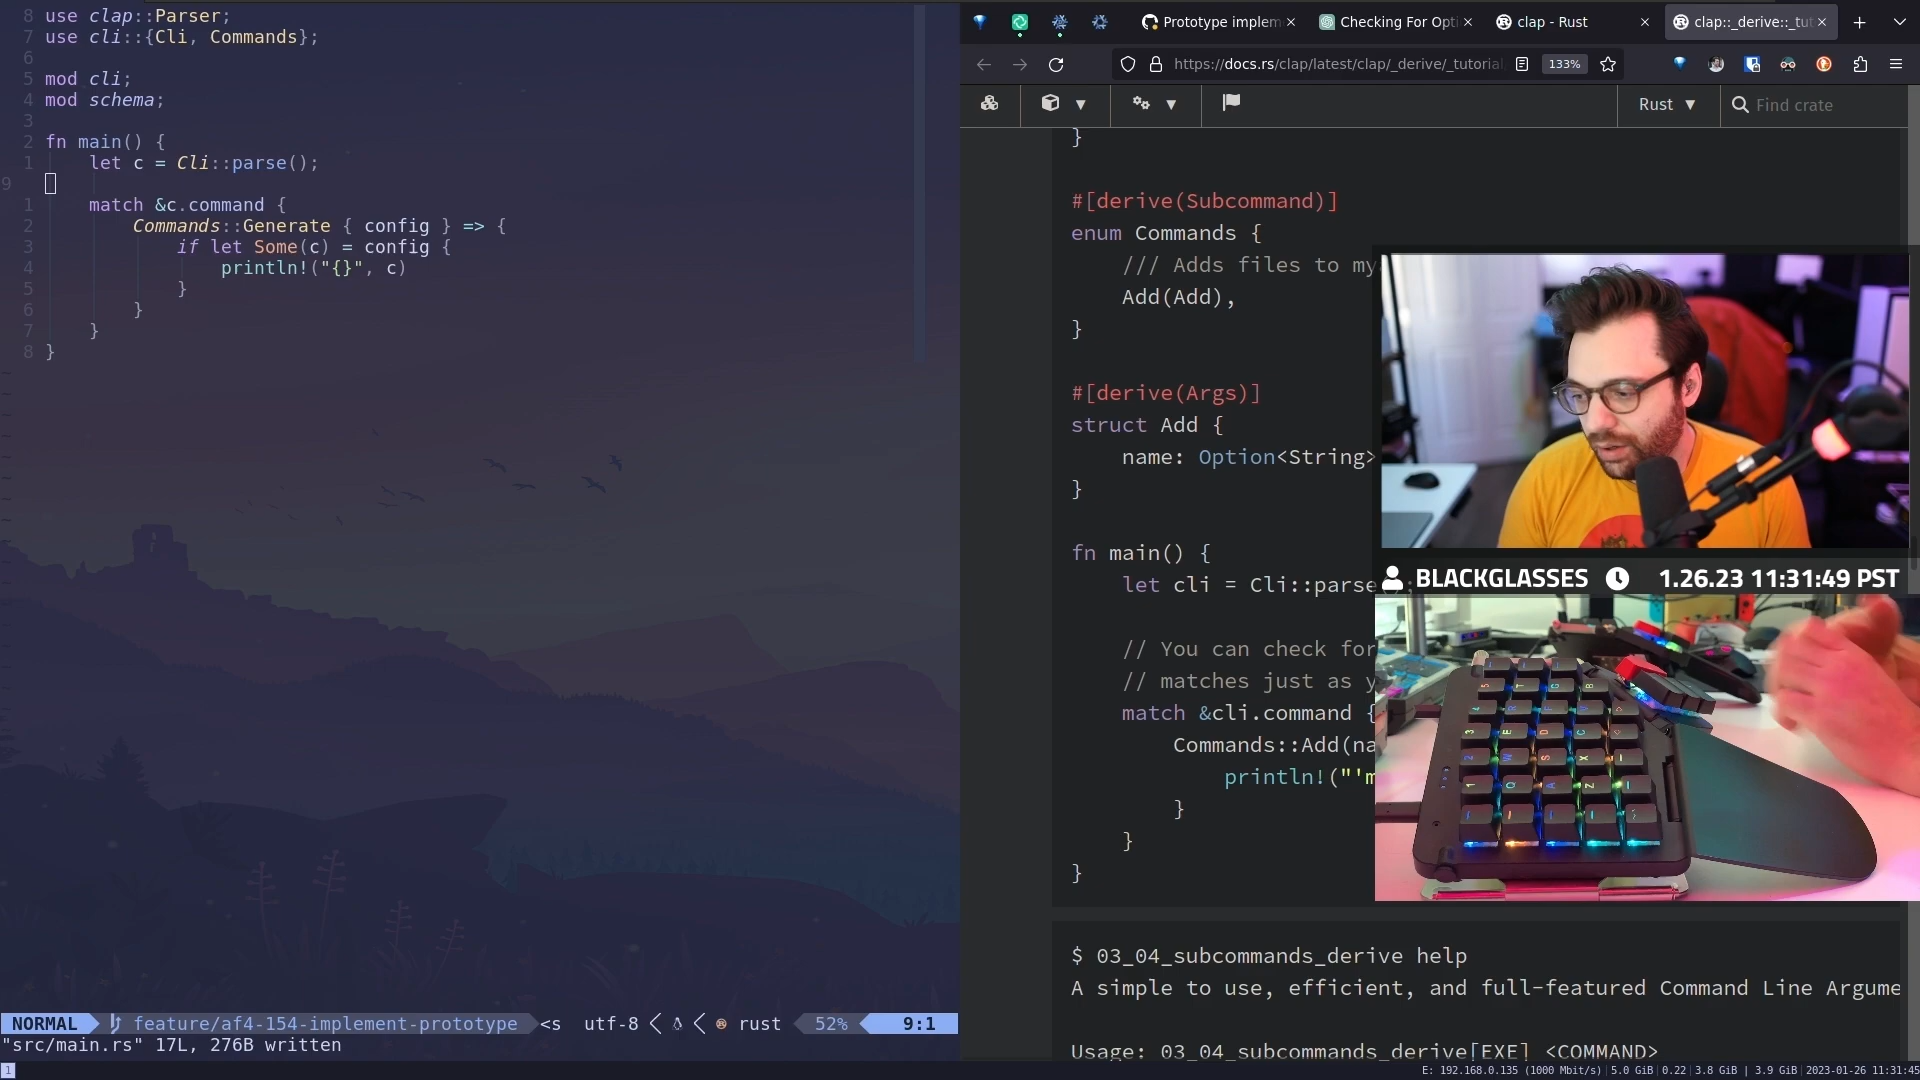 8 use clap::Parser;
7 use cli::{Cli, Commands};
6
5 mod cli;
4 mod schema;
3
2 fn main() {
1 let c = Cli::parse();
9
1 match &c.command {
2 Commands::Generate { config } => {
3 if let Some(c) = config {
4 println!("{}", c)
5 }
6 }
7 }
8 }
NORMAL feature/af4-154-implement-prototype <s utf-8 rust 52% 9:1
"src/main.rs" 17L, 276B written
1
Prototype implem
Checking For Opti
clap - Rust
clap::_derive::_tut
https://docs.rs/clap/latest/clap/_derive/_tutorial
133%
Rust
Find crate
}
#[derive(Subcommand)]
enum Commands {
/// Adds files to my
Add(Add),
}
#[derive(Args)]
struct Add {
name: Option<String>
}
fn main() {
let cli = Cli::parse
// You can check for
// matches just as y
match &cli.command {
Commands::Add(na
println!("'m
}
}
}
$ 03_04_subcommands_derive help
A simple to use, efficient, and full-featured Command Line Argume
Usage: 03_04_subcommands_derive[EXE] <COMMAND>
BLACKGLASSES 1.26.23 11:31:49 PST
E: 192.168.0.135 (1000 Mbit/s) 5.0 GiB 0.22 3.8 GiB | 3.9 GiB 2023-01-26 11:31:45